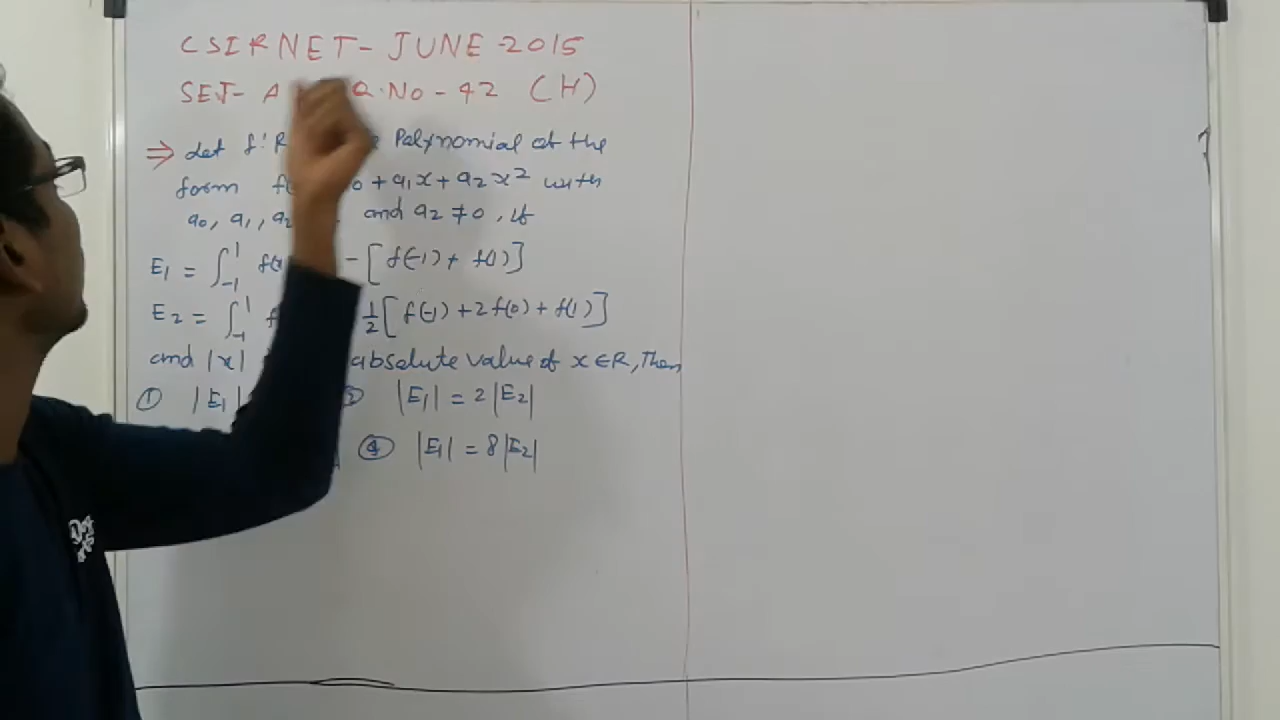 CSIR NET - JUNE - 2015
SET - A Q.No - 42 (H)
⇒ Let f: R Polynomial of the
form 0 + a₁x + a₂x² with
a₀, a₁, a₂ and a₂ ≠ 0, if
E₁ = ∫₋₁¹ f(x - [f(-1) + f(1)]
E₂ = ∫₋₁¹ f 1/2 [f(-1) + 2f(0) + f(1)]
and |x| absolute value of x ∈ R, Then
① |E₁| ② |E₁| = 2|E₂|
④ |E₁| = 8|E₂|